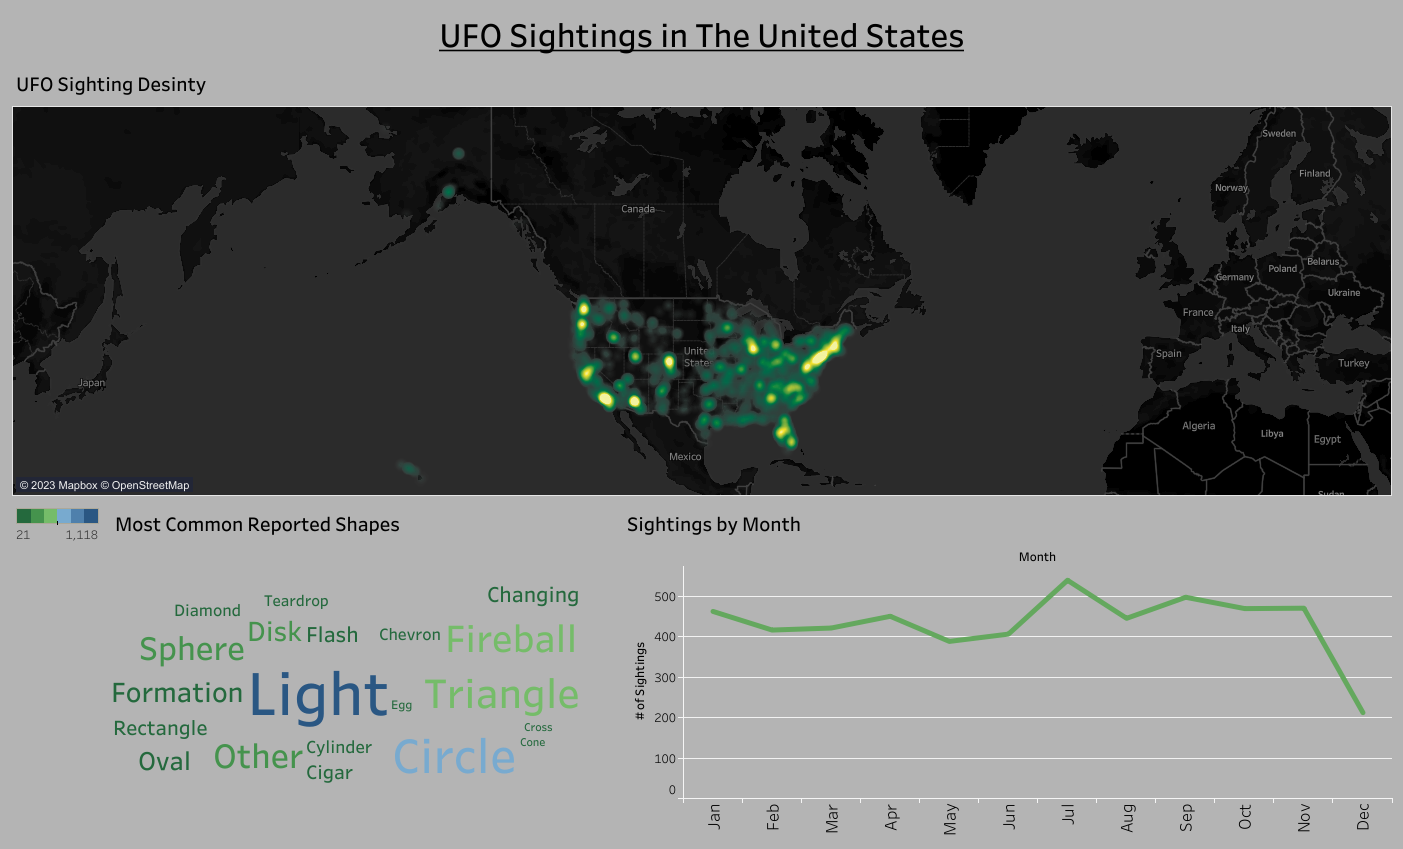 UFO Sightings in The United States
UFO Sighting Desinty
Sweden
Finland
Norway
Canada
Belarus
Poland
Germany
Ukraine
France
Italy
United
States
Spain
Turkey
Japan
Algeria
Libya
Egypt
Mexico
Sudan
© 2023 Mapbox © OpenStreetMap
21
1,118
Most Common Reported Shapes
Changing
Teardrop
Diamond
Disk
Flash
Chevron
Fireball
Sphere
Formation
Light
Egg
Triangle
Rectangle
Cross
Cone
Oval
Other
Cylinder
Cigar
Circle
Sightings by Month
Month
# of Sightings
500
400
300
200
100
0
Jan
Feb
Mar
Apr
May
Jun
Jul
Aug
Sep
Oct
Nov
Dec